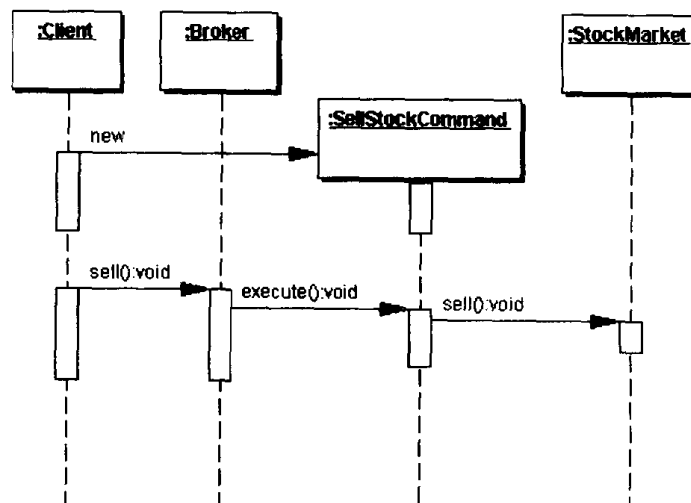 :Client
:Broker
:StockMarket
:SellStockCommand
new
sell():void
execute():void
sell():void